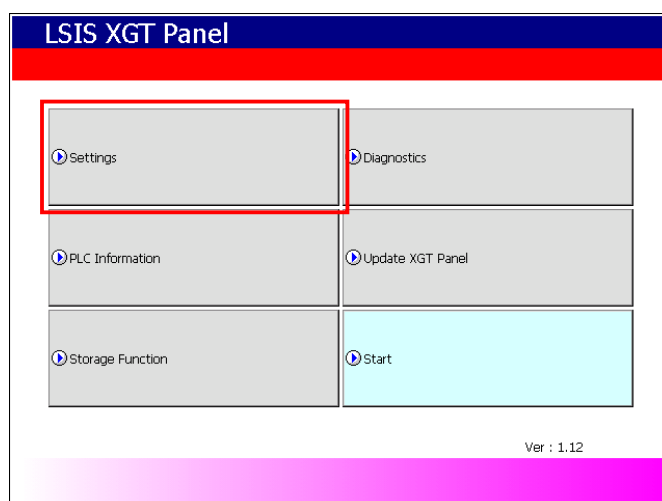 LSIS XGT Panel
Settings
Diagnostics
PLC Information
Update XGT Panel
Storage Function
Start
Ver : 1.12